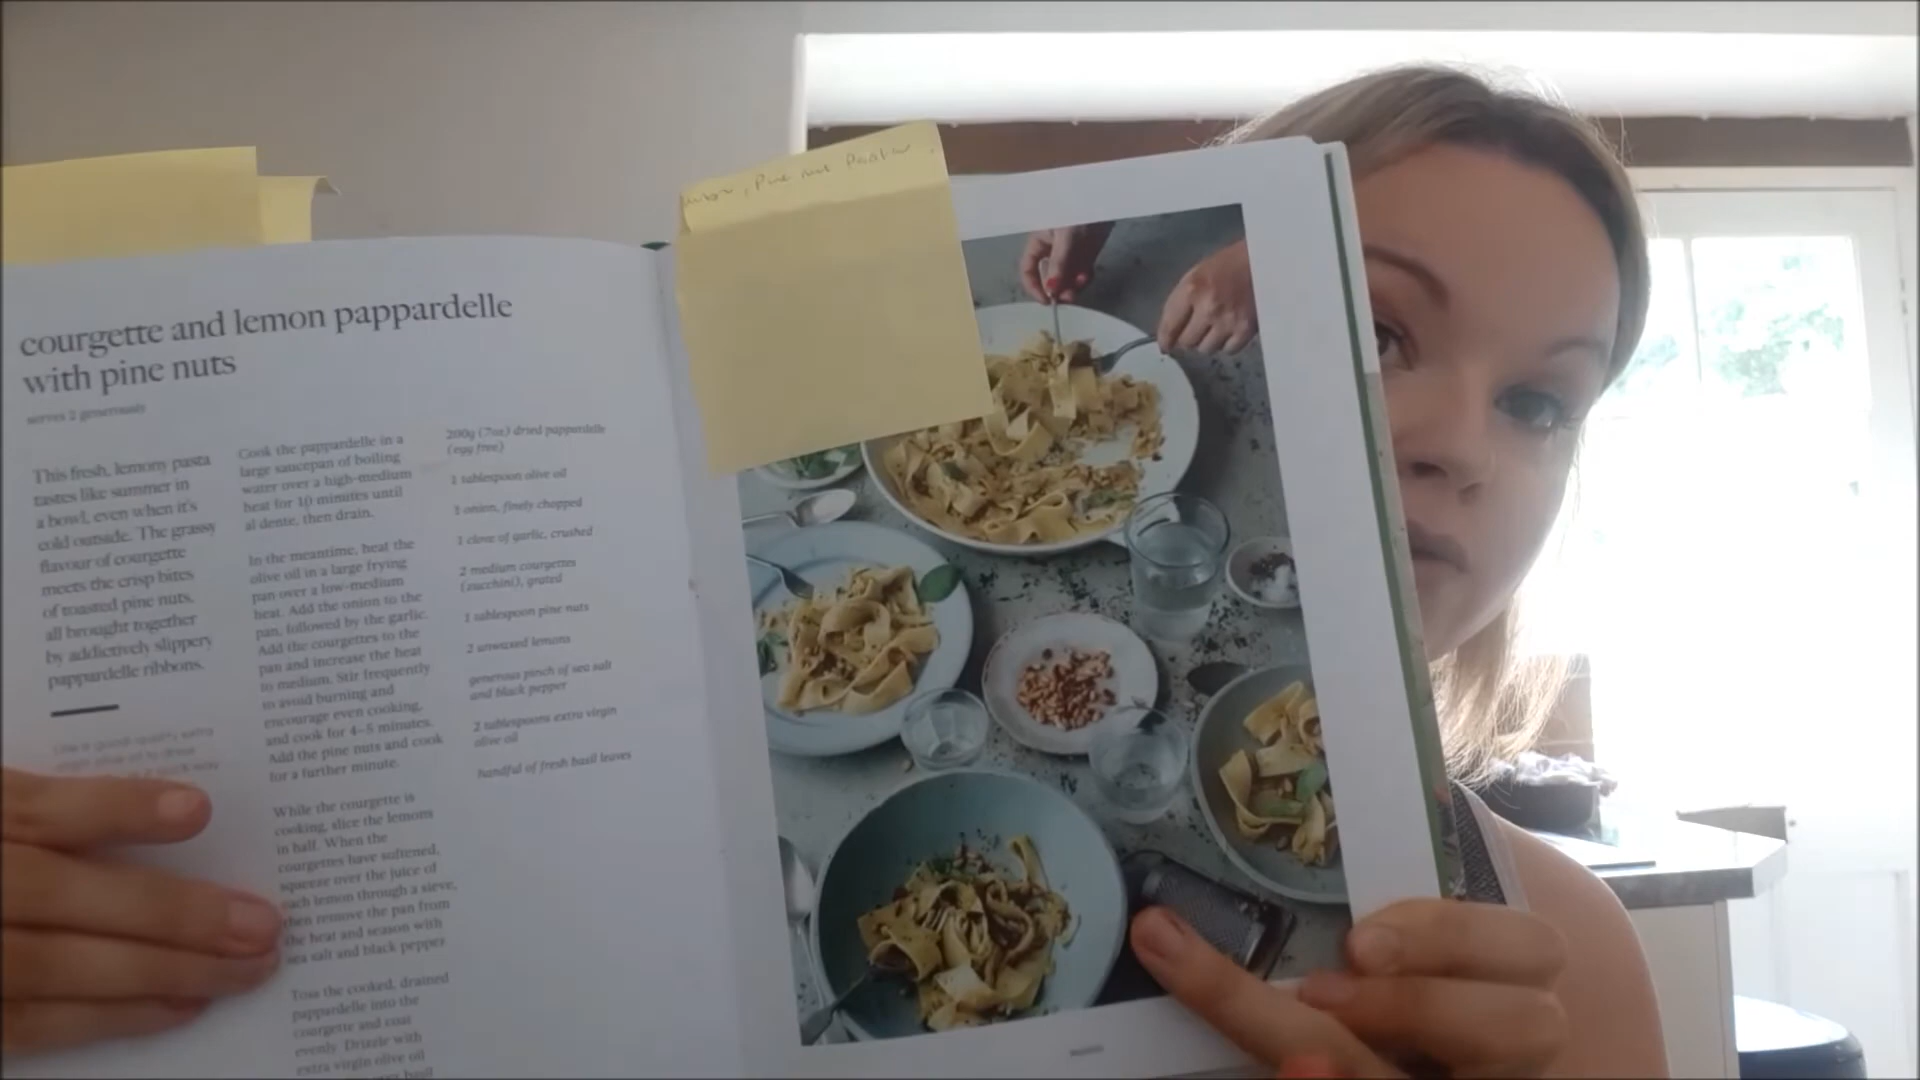 Pine nut Pasta
courgette and lemon pappardelle
with pine nuts
serves 2 generously
This fresh, lemony pasta
tastes like summer in
a bowl, even when it's
cold outside. The grassy
flavour of courgette
meets the crisp bites
of toasted pine nuts,
all brought together
by addictively slippery
pappardelle ribbons.
Use a good-quality extra
virgin olive oil to drizzle
Cook the pappardelle in a
large saucepan of boiling
water over a high-medium
heat for 10 minutes until
al dente, then drain.
In the meantime, heat the
olive oil in a large frying
pan over a low-medium
heat. Add the onion to the
pan, followed by the garlic.
Add the courgettes to the
pan and increase the heat
to medium. Stir frequently
to avoid burning and
encourage even cooking,
and cook for 4–5 minutes.
Add the pine nuts and cook
for a further minute.
While the courgette is
cooking, slice the lemons
in half. When the
courgettes have softened,
squeeze over the juice of
each lemon through a sieve,
then remove the pan from
the heat and season with
sea salt and black pepper.
Toss the cooked, drained
pappardelle into the
courgette and coat
evenly. Drizzle with
extra virgin olive oil
basil
200g (7oz) dried pappardelle
(egg free)
1 tablespoon olive oil
1 onion, finely chopped
1 clove of garlic, crushed
2 medium courgettes
(zucchini), grated
1 tablespoon pine nuts
2 unwaxed lemons
generous pinch of sea salt
and black pepper
2 tablespoons extra virgin
olive oil
handful of fresh basil leaves